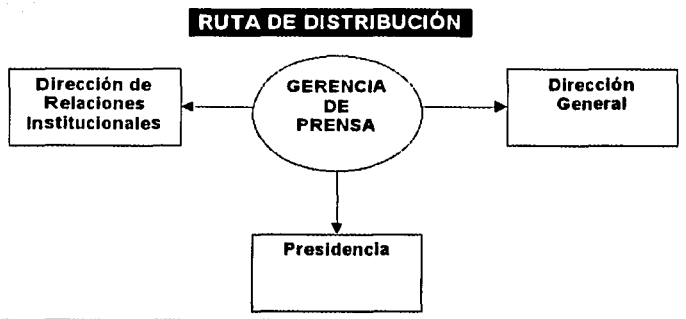 RUTA DE DISTRIBUCIÓN
Dirección de
Relaciones
Institucionales
GERENCIA
DE
PRENSA
Dirección
General
Presidencia